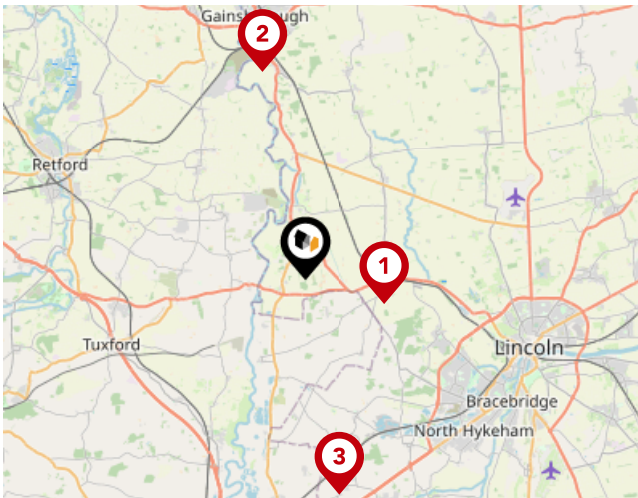 Gainsborough
2
Retford
1
Tuxford
Lincoln
Bracebridge
North Hykeham
3